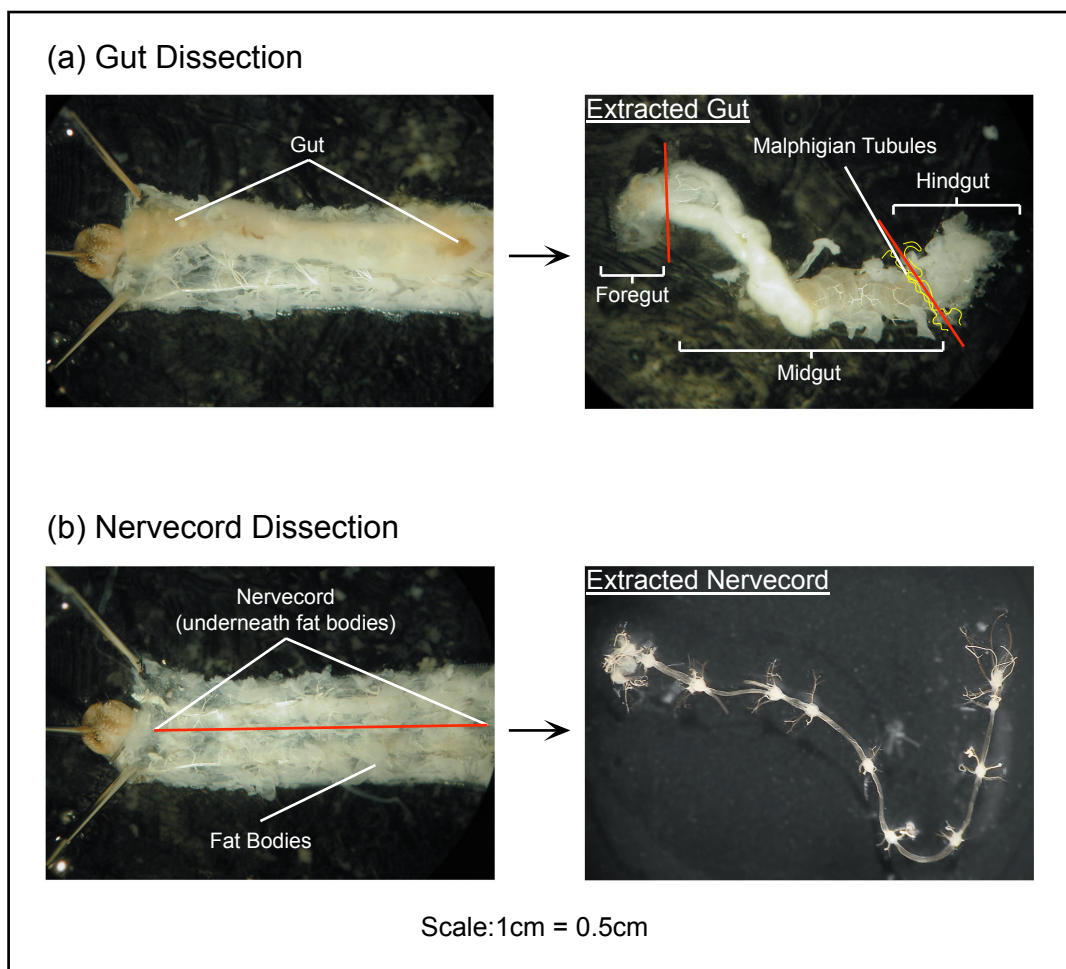 (a) Gut Dissection
Gut
Extracted Gut
Malphigian Tubules
Hindgut
Foregut
Midgut
(b) Nervecord Dissection
Nervecord
(underneath fat bodies)
Fat Bodies
Extracted Nervecord
Scale:1cm = 0.5cm